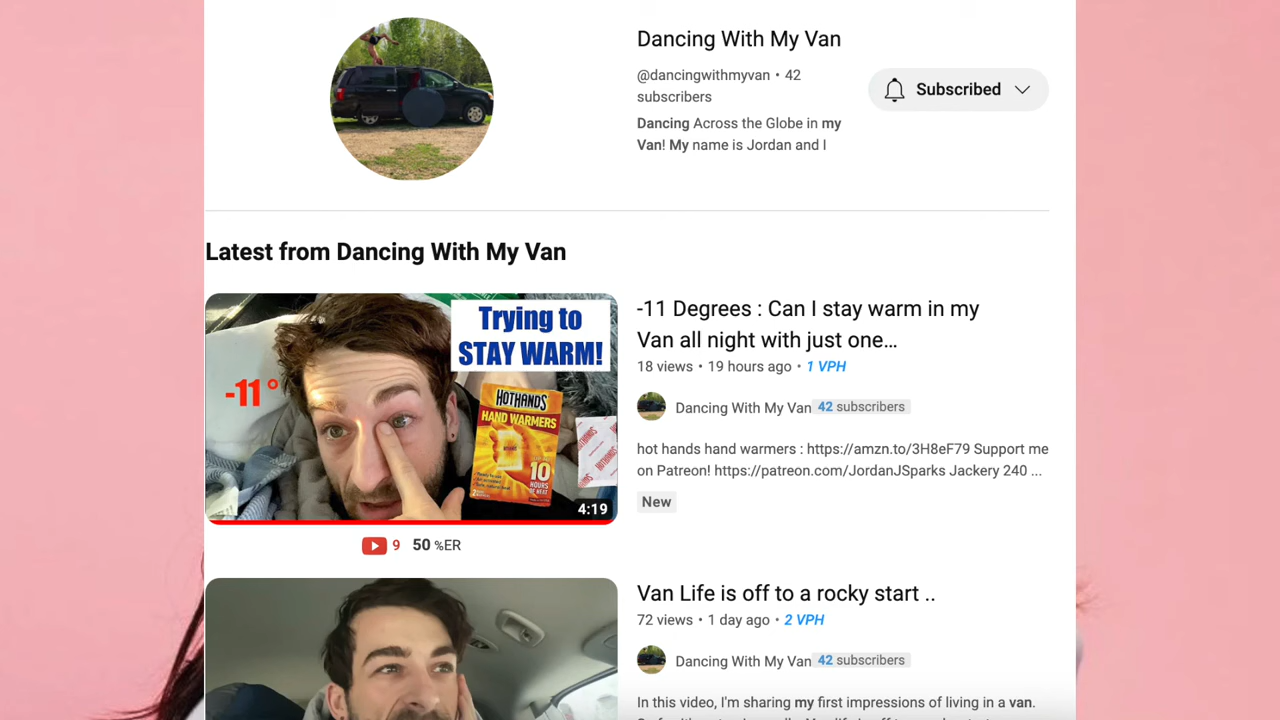 Dancing With My Van
@dancingwithmyvan • 42
subscribers
Subscribed
Dancing Across the Globe in my
Van! My name is Jordan and I
Latest from Dancing With My Van
Trying to
STAY WARM!
-11°
HOTHANDS
HAND WARMERS
10
HOURS
OF HEAT
4:19
9 50 %ER
-11 Degrees : Can I stay warm in my
Van all night with just one…
18 views • 19 hours ago • 1 VPH
Dancing With My Van 42 subscribers
hot hands hand warmers : https://amzn.to/3H8eF79 Support me
on Patreon! https://patreon.com/JordanJSparks Jackery 240 ...
New
Van Life is off to a rocky start ..
72 views • 1 day ago • 2 VPH
Dancing With My Van 42 subscribers
In this video, I'm sharing my first impressions of living in a van.